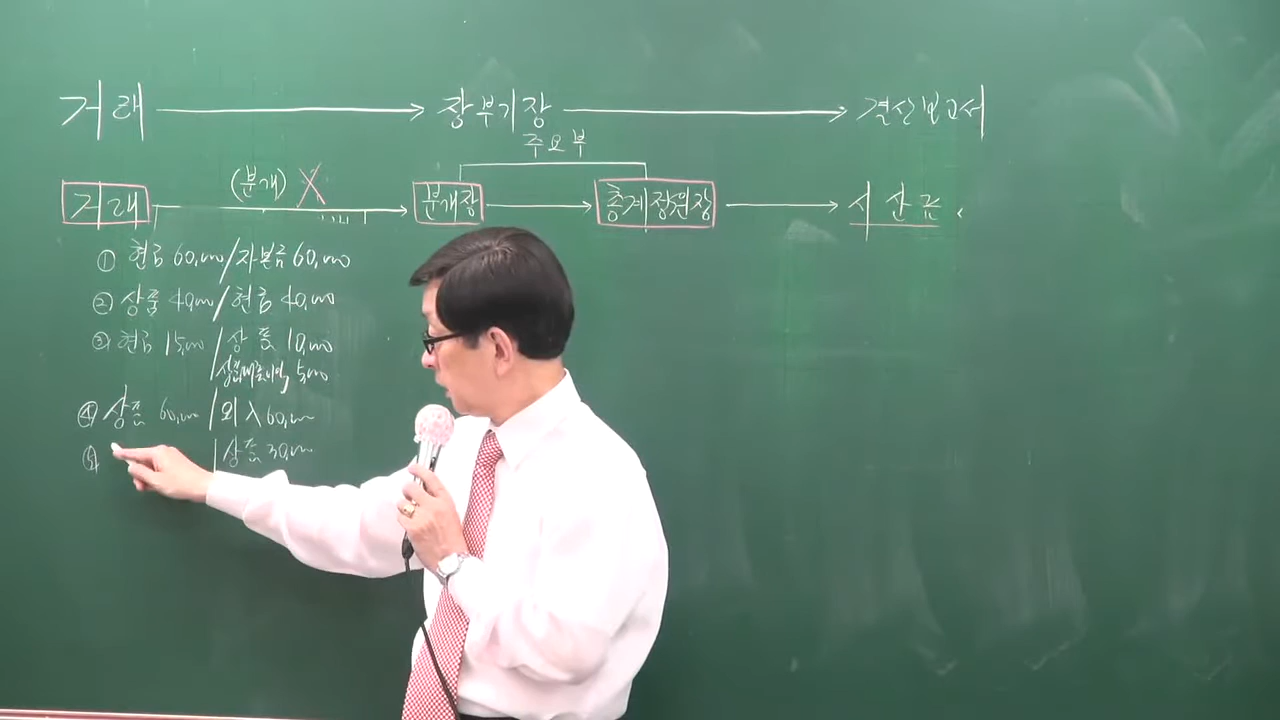 거래 → 장부기장 → 결산보고서
주요부
거래 (분개) X → 분개장 → 총계정원장 → 시산표
① 현금 60,000/자본금 60,000
② 상품 40,000/현금 40,000
③ 현금 15,000/상품 10,000
상품매출이익 5,000
④ 상품 60,000/외入 60,000
⑤ /상품 30,000